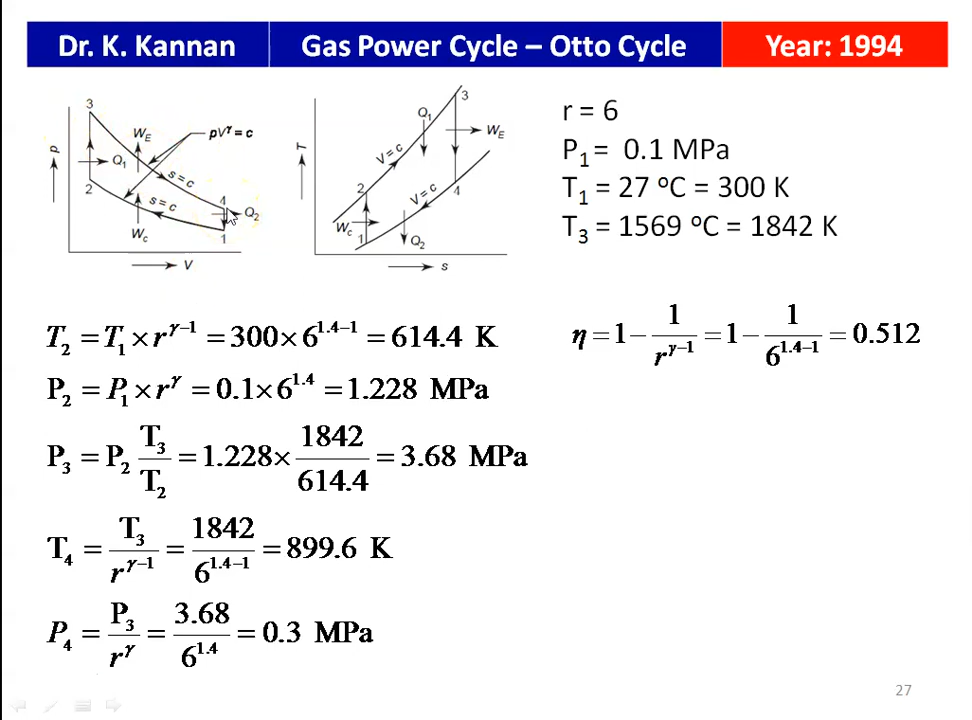 Dr. K. Kannan
Gas Power Cycle – Otto Cycle
Year: 1994
3
W_E
pV^γ = c
p
Q₁
s = c
2
s = c
4
Q₂
W_c
1
V
3
Q₁
W_E
T
V = c
2
4
V = c
W_c
1
Q₂
s
r = 6
P₁ = 0.1 MPa
T₁ = 27 ºC = 300 K
T₃ = 1569 ºC = 1842 K
T₂ = T₁ × r^(γ−1) = 300 × 6^(1.4−1) = 614.4 K
P₂ = P₁ × r^γ = 0.1 × 6^1.4 = 1.228 MPa
P₃ = P₂ T₃/T₂ = 1.228 × 1842/614.4 = 3.68 MPa
T₄ = T₃/r^(γ−1) = 1842/6^(1.4−1) = 899.6 K
P₄ = P₃/r^γ = 3.68/6^1.4 = 0.3 MPa
η = 1 − 1/r^(γ−1) = 1 − 1/6^(1.4−1) = 0.512
27